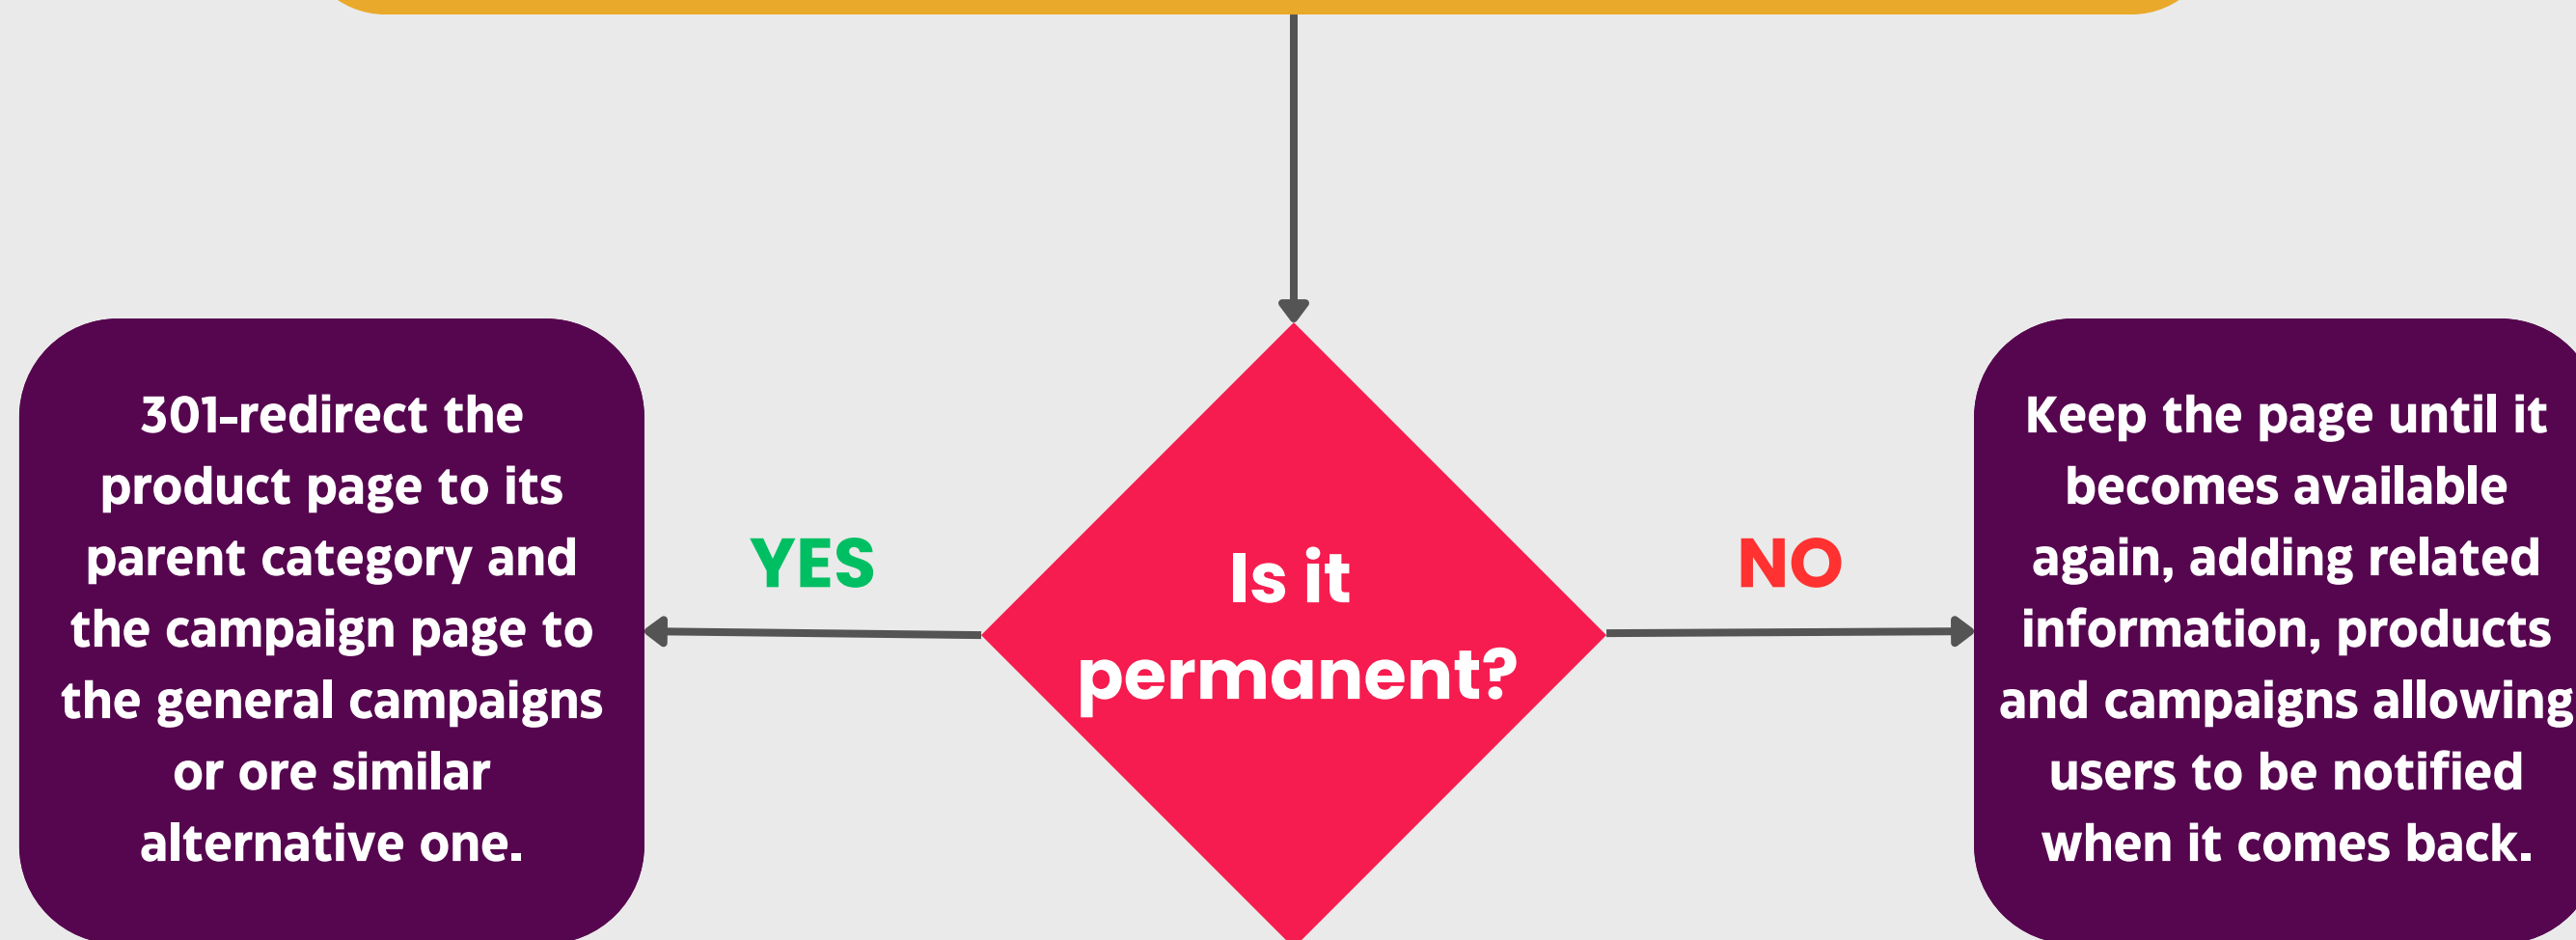 301-redirect the
product page to its
parent category and
the campaign page to
the general campaigns
or ore similar
alternative one.
YES
Is it
permanent?
NO
Keep the page until it
becomes available
again, adding related
information, products
and campaigns allowing
users to be notified
when it comes back.